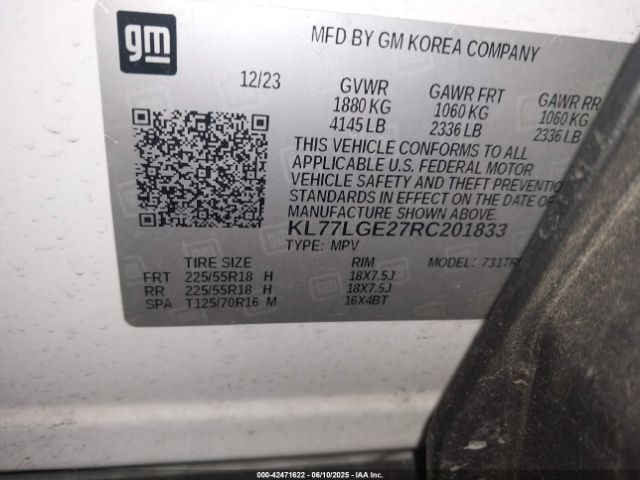 gm
MFD BY GM KOREA COMPANY
12/23 GVWR GAWR FRT GAWR RR
1880 KG 1060 KG 1060 KG
4145 LB 2336 LB 2336 LB
THIS VEHICLE CONFORMS TO ALL
APPLICABLE U.S. FEDERAL MOTOR
VEHICLE SAFETY AND THEFT PREVENTION
STANDARDS IN EFFECT ON THE DATE
OF MANUFACTURE SHOWN ABOVE.
KL77LGE27RC201833
TYPE: MPV
TIRE SIZE RIM MODEL:
FRT 225/55R18 H 18X7.5J
RR 225/55R18 H 18X7.5J
SPA T125/70R16 M 16X4BT
000-42471622 - 06/10/2025 - IAA Inc.